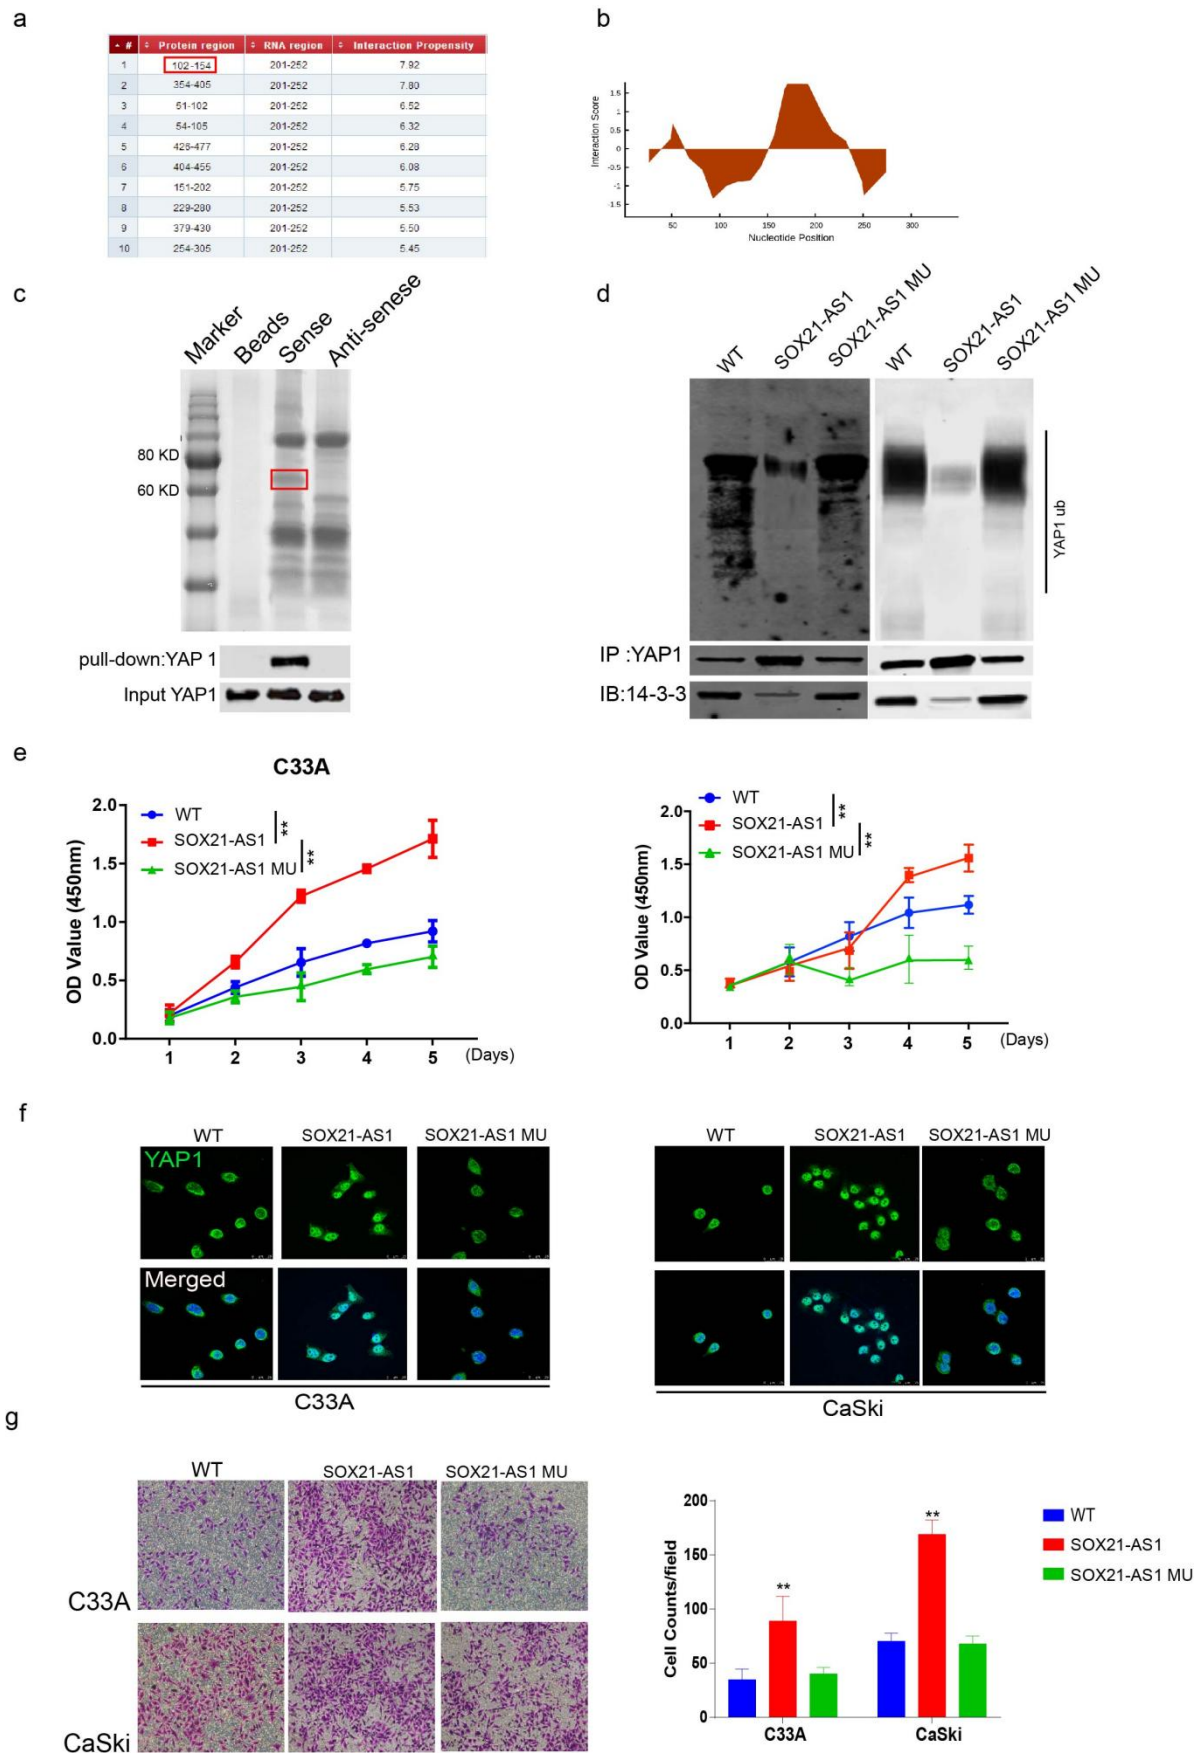 a
# Protein region RNA region Interaction Propensity
1 102-154 201-252 7.92
2 354-405 201-252 7.80
3 51-102 201-252 6.52
4 54-105 201-252 6.32
5 426-477 201-252 6.28
6 404-455 201-252 6.08
7 151-202 201-252 5.75
8 229-280 201-252 5.53
9 379-430 201-252 5.50
10 254-305 201-252 5.45
b
Interaction Score
1.5
1
0.5
0
-0.5
-1
-1.5
50 100 150 200 250 300
Nucleotide Position
c
Marker Beads Sense Anti-senese
80 KD
60 KD
pull-down:YAP 1
Input YAP1
d
WT SOX21-AS1 SOX21-AS1 MU WT SOX21-AS1 SOX21-AS1 MU
YAP1 ub
IP :YAP1
IB:14-3-3
e
C33A
OD Value (450nm)
2.0
1.5
1.0
0.5
0.0
WT
SOX21-AS1
SOX21-AS1 MU
**
**
1 2 3 4 5 (Days)
OD Value (450nm)
2.0
1.5
1.0
0.5
0.0
WT
SOX21-AS1
SOX21-AS1 MU
**
**
1 2 3 4 5 (Days)
f
WT SOX21-AS1 SOX21-AS1 MU WT SOX21-AS1 SOX21-AS1 MU
YAP1
Merged
C33A CaSki
g
WT SOX21-AS1 SOX21-AS1 MU
C33A
CaSki
Cell Counts/field
200
150
100
50
0
**
**
C33A CaSki
WT
SOX21-AS1
SOX21-AS1 MU